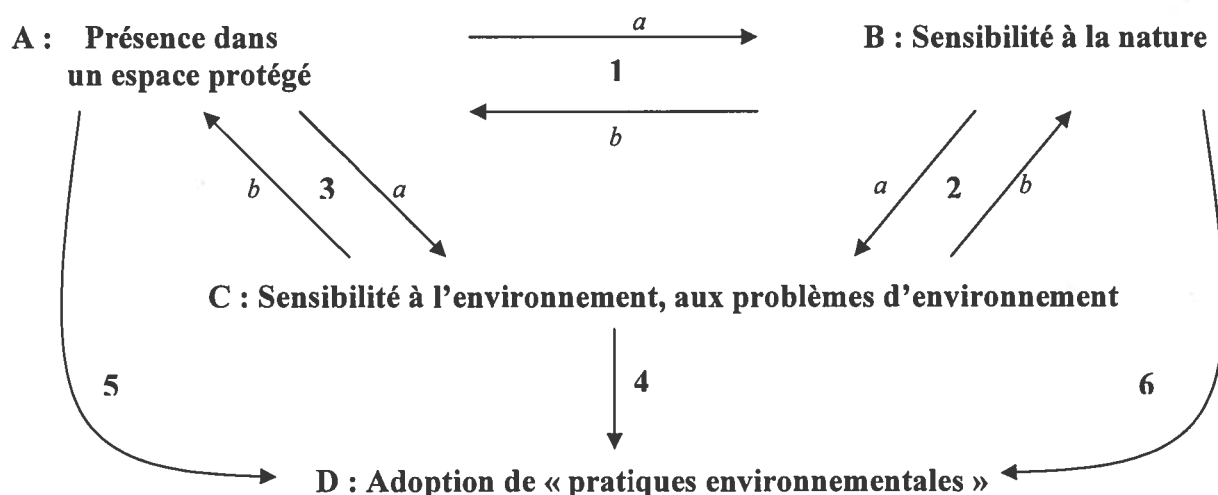 A : Présence dans
un espace protégé
a
1
b
B : Sensibilité à la nature
b
3
a
a
2
b
C : Sensibilité à l'environnement, aux problèmes d'environnement
5
4
6
D : Adoption de « pratiques environnementales »